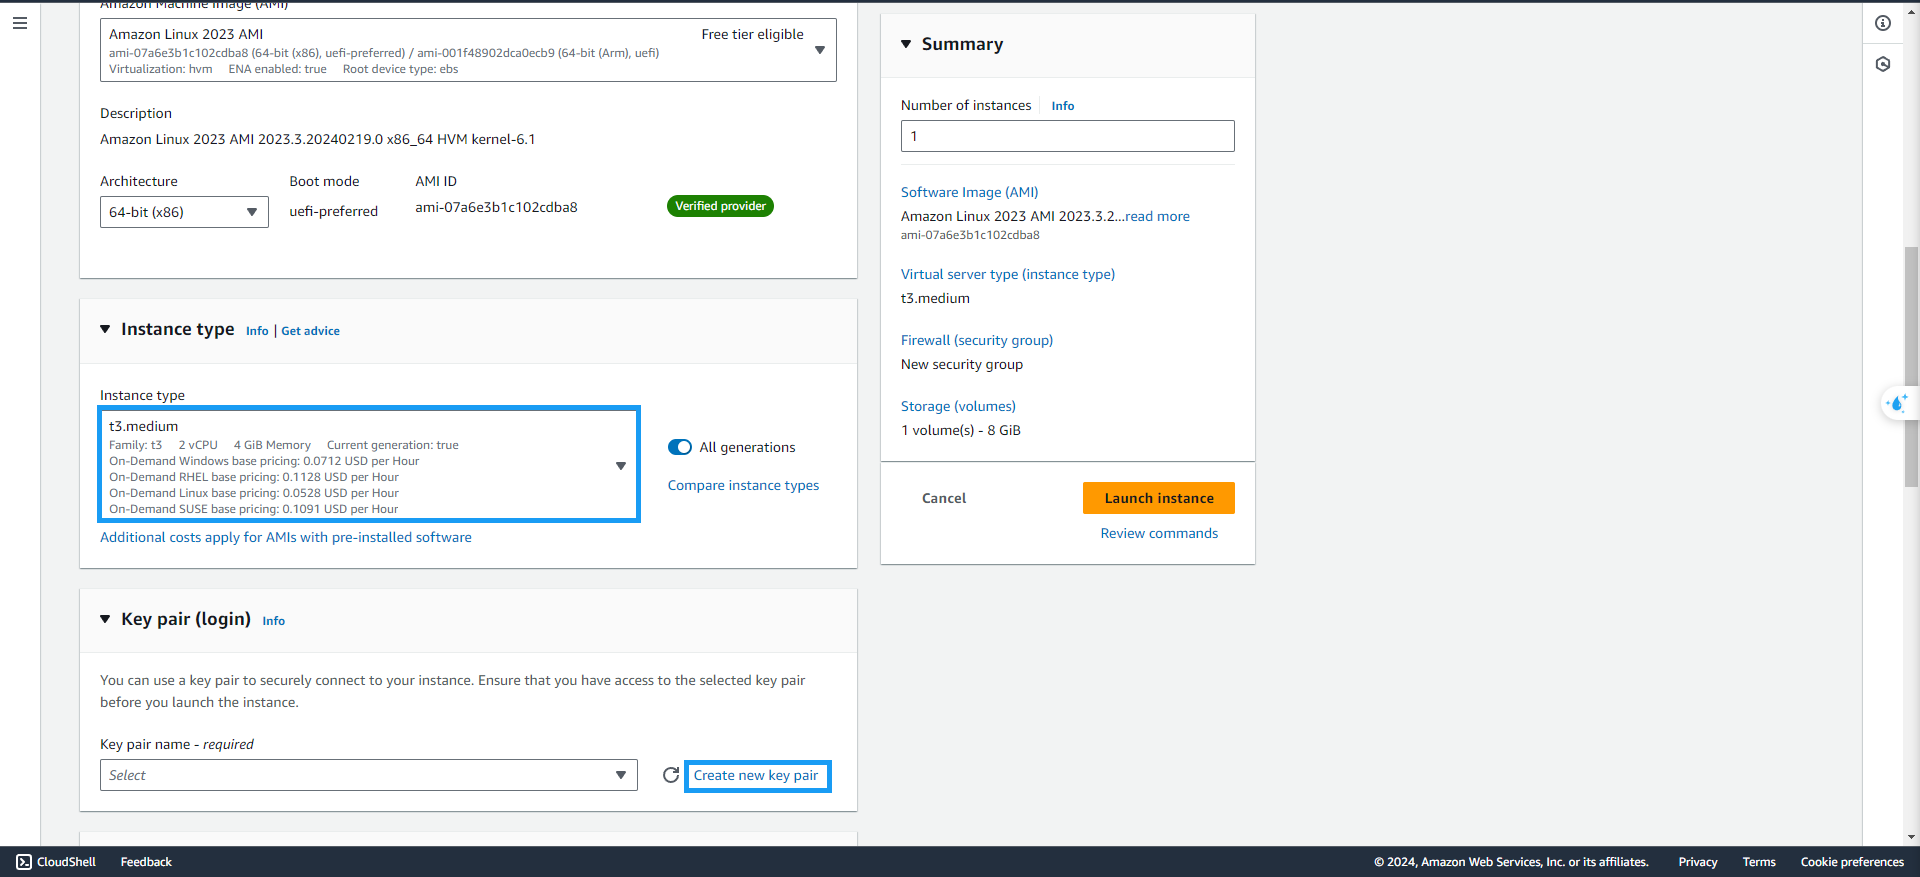 Amazon Machine Image (AMI)
Amazon Linux 2023 AMI
Free tier eligible
ami-07a6e3b1c102cdba8 (64-bit (x86), uefi-preferred) / ami-001f48902dca0ecb9 (64-bit (Arm), uefi)
Virtualization: hvm ENA enabled: true Root device type: ebs
Description
Amazon Linux 2023 AMI 2023.3.20240219.0 x86_64 HVM kernel-6.1
Architecture Boot mode AMI ID
64-bit (x86) uefi-preferred ami-07a6e3b1c102cdba8 Verified provider
Instance type Info | Get advice
Instance type
t3.medium
Family: t3 2 vCPU 4 GiB Memory Current generation: true
On-Demand Windows base pricing: 0.0712 USD per Hour
On-Demand RHEL base pricing: 0.1128 USD per Hour
On-Demand Linux base pricing: 0.0528 USD per Hour
On-Demand SUSE base pricing: 0.1091 USD per Hour
All generations
Compare instance types
Additional costs apply for AMIs with pre-installed software
Key pair (login) Info
You can use a key pair to securely connect to your instance. Ensure that you have access to the selected key pair
before you launch the instance.
Key pair name - required
Select
Create new key pair
Summary
Number of instances Info
1
Software Image (AMI)
Amazon Linux 2023 AMI 2023.3.2...read more
ami-07a6e3b1c102cdba8
Virtual server type (instance type)
t3.medium
Firewall (security group)
New security group
Storage (volumes)
1 volume(s) - 8 GiB
Cancel Launch instance
Review commands
CloudShell Feedback © 2024, Amazon Web Services, Inc. or its affiliates. Privacy Terms Cookie preferences